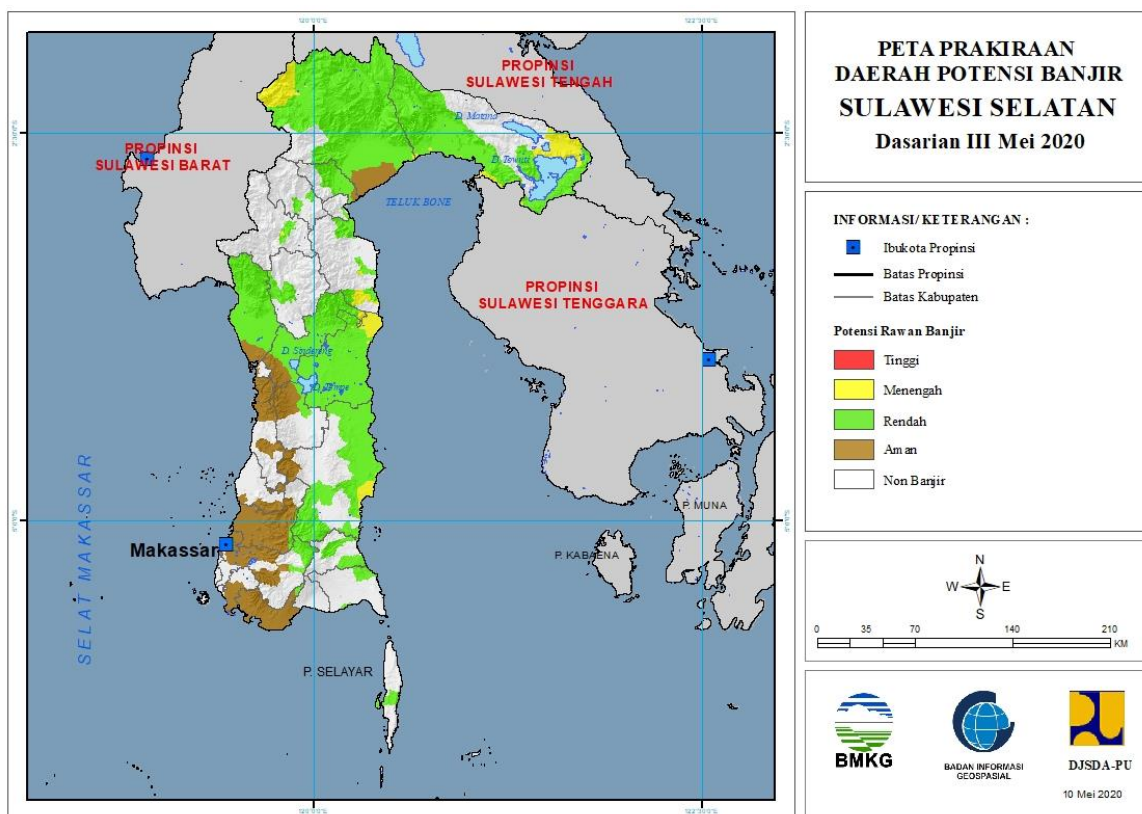 PETA PRAKIRAAN
DAERAH POTENSI BANJIR
SULAWESI SELATAN
Dasarian III Mei 2020
INFORMASI/ KETERANGAN :
Ibukota Propinsi
Batas Propinsi
Batas Kabupaten
Potensi Rawan Banjir
Tinggi
Menengah
Rendah
Aman
Non Banjir
N
W E
S
0 35 70 140 210
KM
BMKG
BADAN INFORMASI
GEOSPASIAL
DJSDA-PU
10 Mei 2020
PROPINSI
SULAWESI TENGAH
D. Matana
D. Towuti
PROPINSI
SULAWESI BARAT
TELUK BONE
PROPINSI
SULAWESI TENGGARA
D. Sidenreng
D. Tempe
SELAT MAKASSAR
Makassar
P. MUNA
P. KABAENA
P. SELAYAR